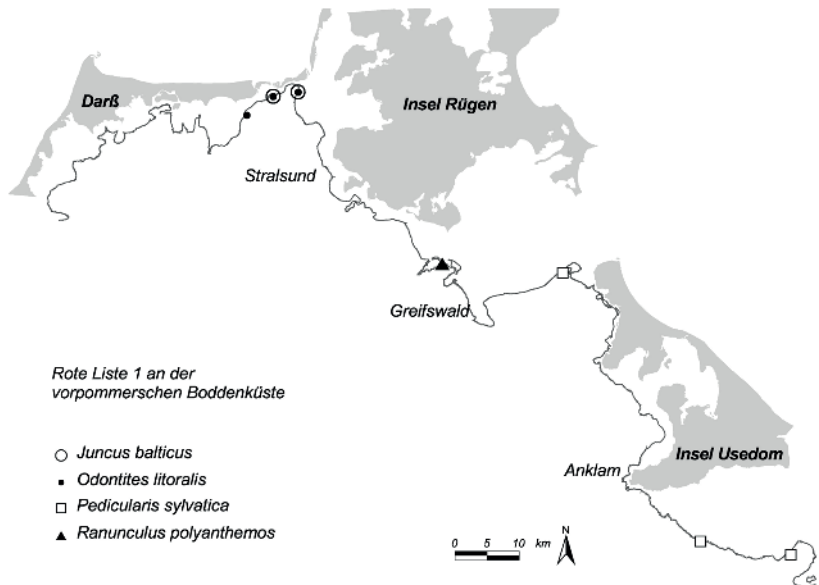 Darß
Insel Rügen
Stralsund
Greifswald
Rote Liste 1 an der
vorpommerschen Boddenküste
Juncus balticus
Odontites litoralis
Pedicularis sylvatica
Ranunculus polyanthemos
Anklam
Insel Usedom
0 5 10 km
N